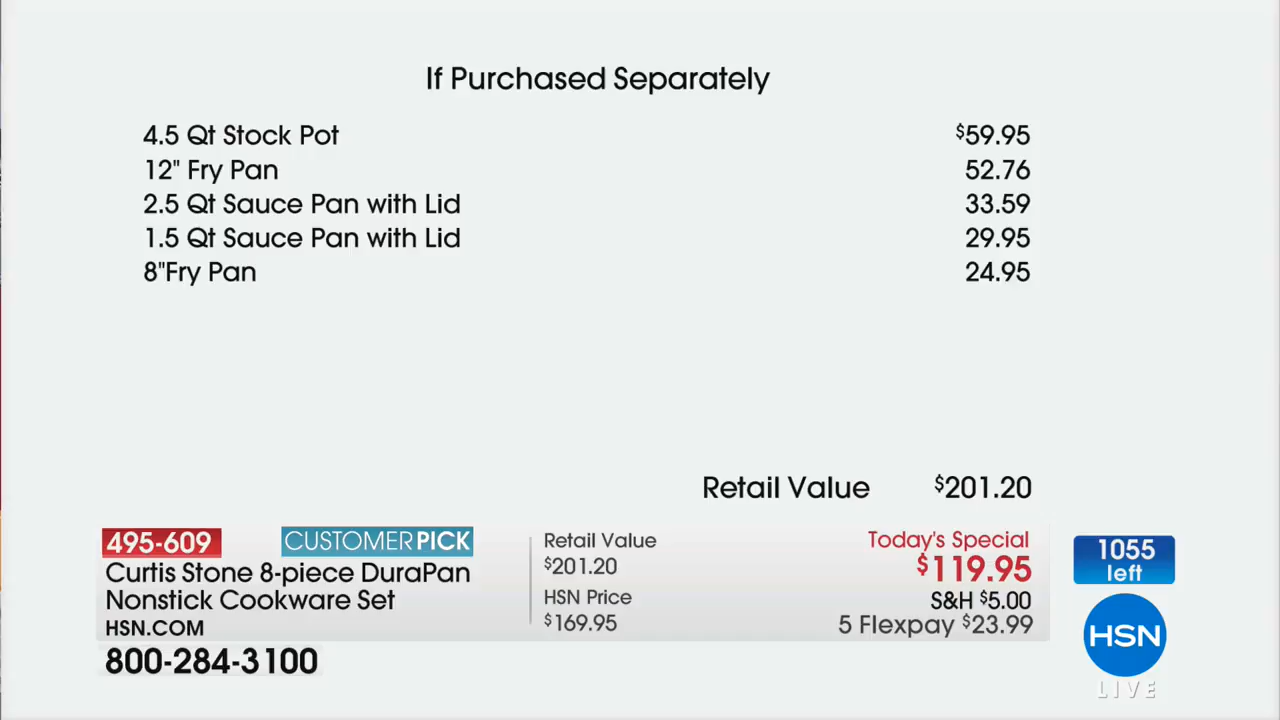 If Purchased Separately
4.5 Qt Stock Pot $59.95
12" Fry Pan 52.76
2.5 Qt Sauce Pan with Lid 33.59
1.5 Qt Sauce Pan with Lid 29.95
8"Fry Pan 24.95
Retail Value $201.20
495-609 CUSTOMERPICK
Curtis Stone 8-piece DuraPan
Nonstick Cookware Set
HSN.COM
800-284-3100
Retail Value
$201.20
HSN Price
$169.95
Today's Special
$119.95
S&H $5.00
5 Flexpay $23.99
1055
left
HSN
LIVE